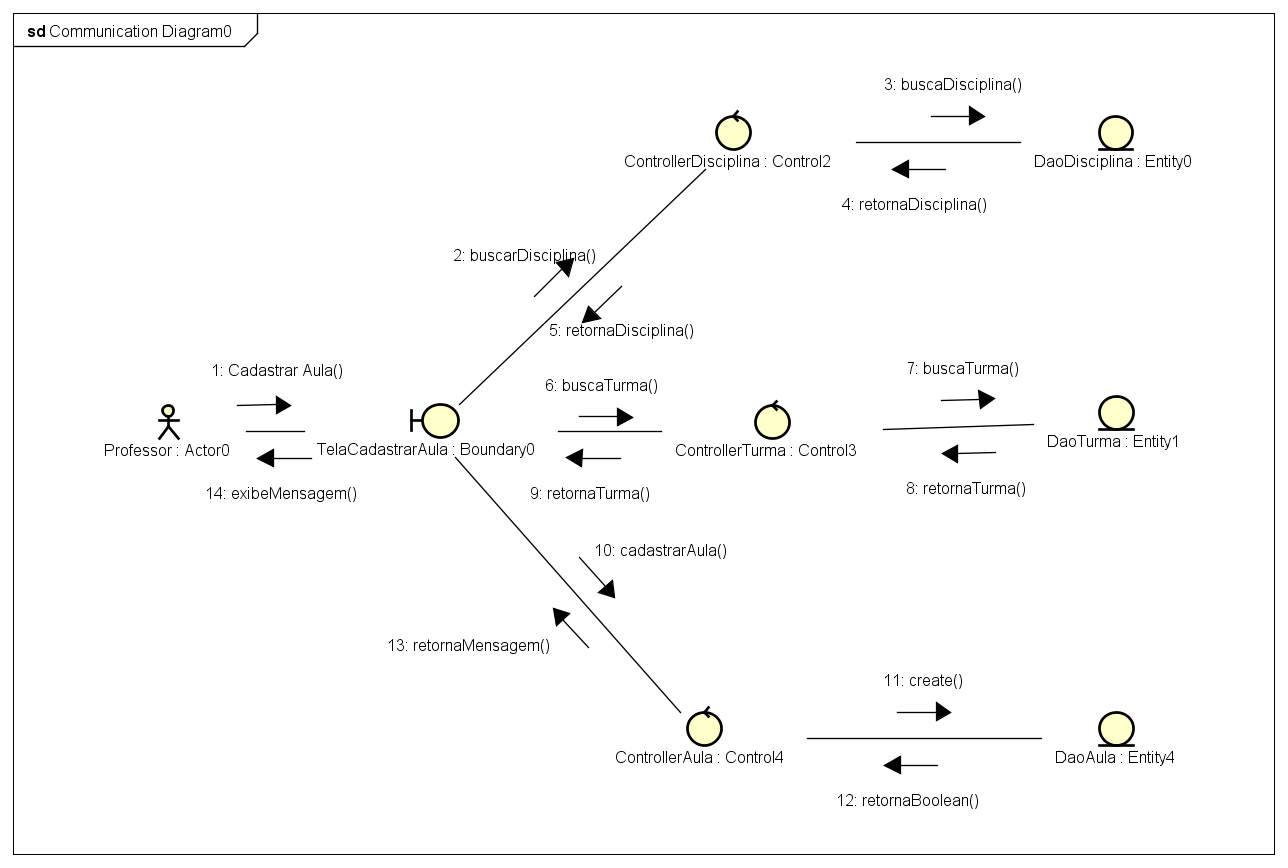 sd Communication Diagram0
3: buscaDisciplina()
ControllerDisciplina : Control2
DaoDisciplina : Entity0
4: retornaDisciplina()
2: buscarDisciplina()
5: retornaDisciplina()
1: Cadastrar Aula()
6: buscaTurma()
7: buscaTurma()
Professor : Actor0
TelaCadastrarAula : Boundary0
ControllerTurma : Control3
DaoTurma : Entity1
14: exibeMensagem()
9: retornaTurma()
8: retornaTurma()
10: cadastrarAula()
13: retornaMensagem()
11: create()
ControllerAula : Control4
DaoAula : Entity4
12: retornaBoolean()